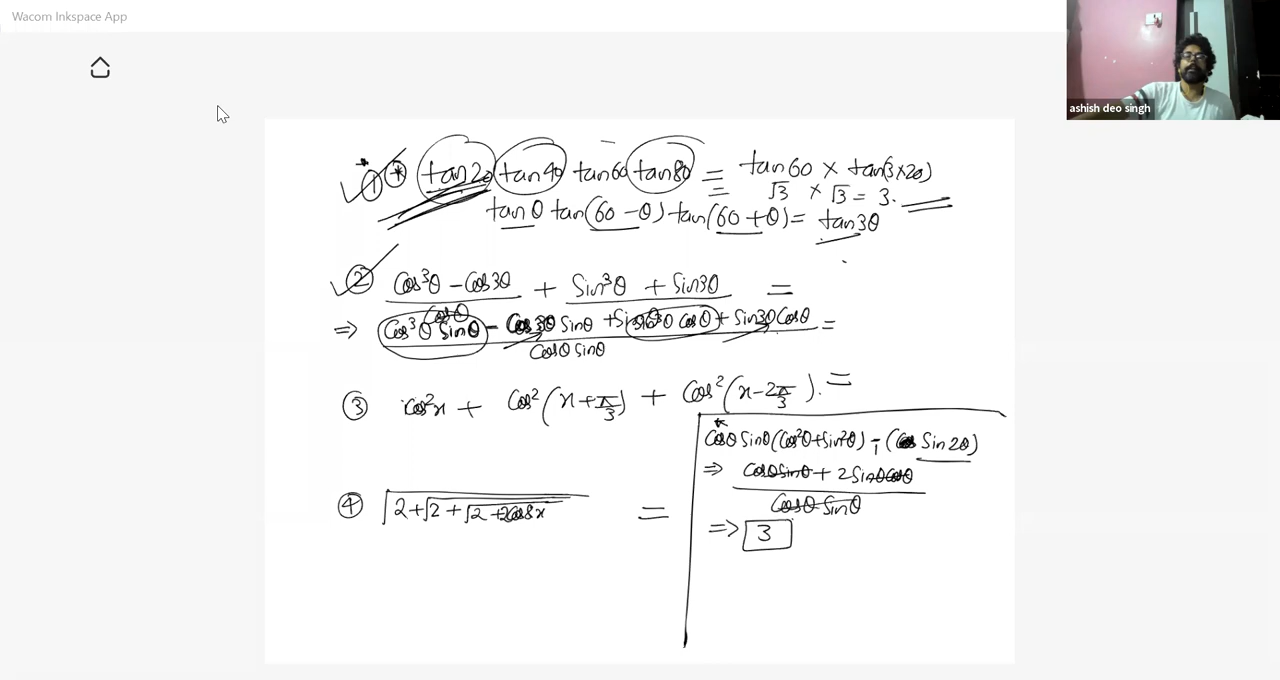 Wacom Inkspace App
ashish deo singh
① * tan20 tan40 tan60 tan80 = tan60 × tan(3×20)
√3 × √3 = 3.
tanθ tan(60-θ) tan(60+θ) = tan3θ
② (Cos³θ - Cos3θ)/Cosθ + Sin³θ + Sin3θ =
⇒ (Cos³θ Sinθ - Cos3θ Sinθ + Sin³θ Cosθ + Sin3θ Cosθ)/(Cosθ Sinθ) =
③ Cos²x + Cos²(x+π/3) + Cos²(x-2π/3). =
CosθSinθ(Cos²θ+Sin²θ) - (Sin2θ)
⇒ (CosθSinθ + 2SinθCosθ)/(CosθSinθ)
④ √(2+√(2+√(2+2Cos8x))) =
⇒ 3